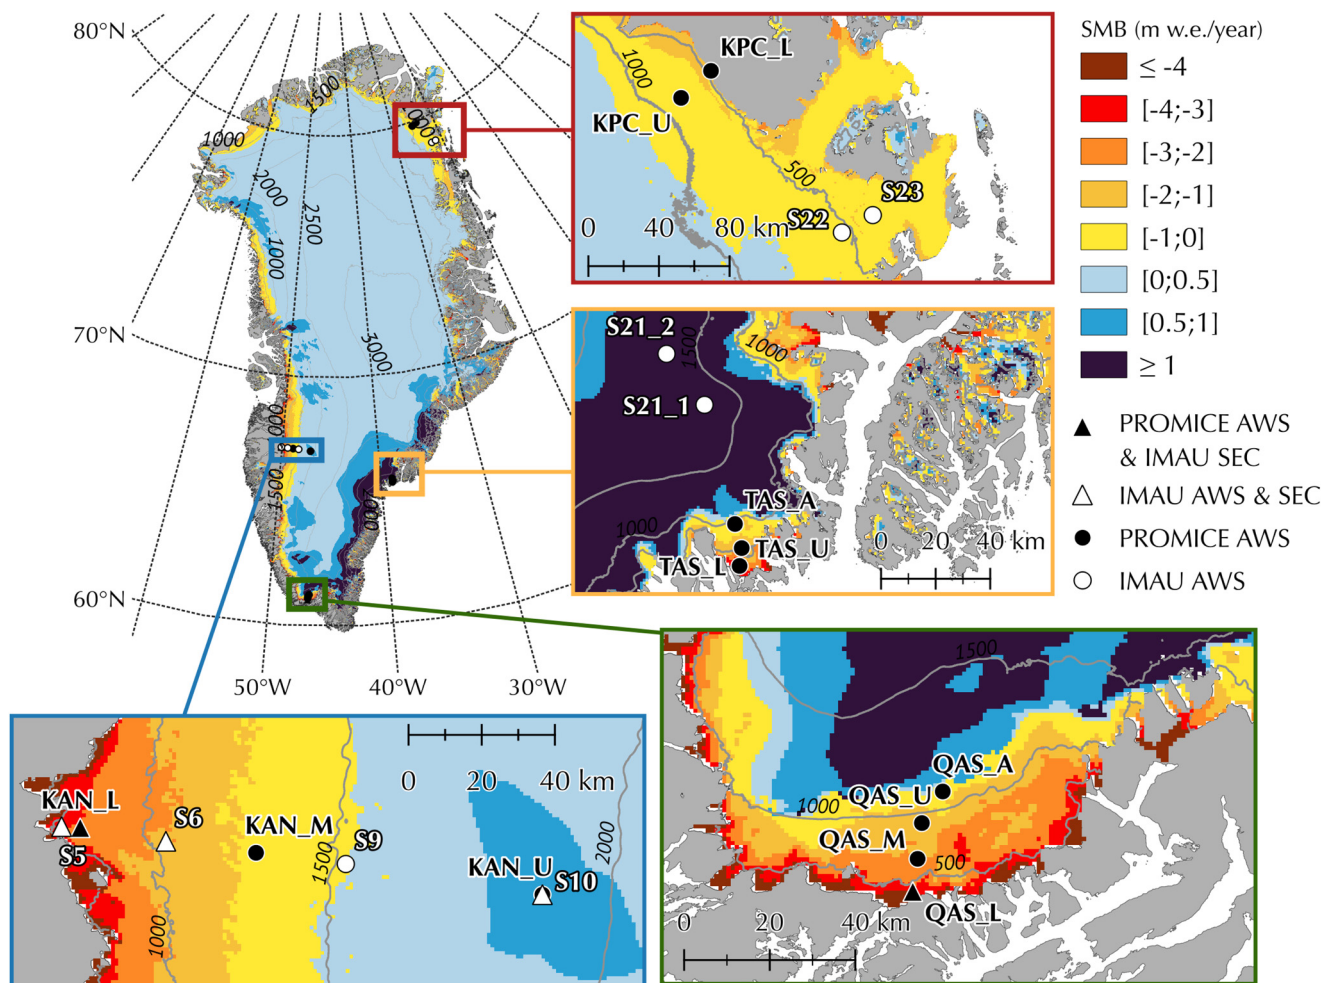 80°N
70°N
60°N
50°W
40°W
30°W
1500
1000
1000
2000
2500
1000
3000
1000
1500
1000
KPC_L
1000
KPC_U
500
S23
S22
0 40 80 km
S21_2
1500
1000
S21_1
TAS_A
1000
TAS_U
TAS_L
0 20 40 km
SMB (m w.e./year)
≤ -4
[-4;-3]
[-3;-2]
[-2;-1]
[-1;0]
[0;0.5]
[0.5;1]
≥ 1
PROMICE AWS
& IMAU SEC
IMAU AWS & SEC
PROMICE AWS
IMAU AWS
0 20 40 km
KAN_L
S6
KAN_M
S9
S5
KAN_U
S10
1500
2000
1000
1500
QAS_A
QAS_U
1000
QAS_M
500
QAS_L
0 20 40 km